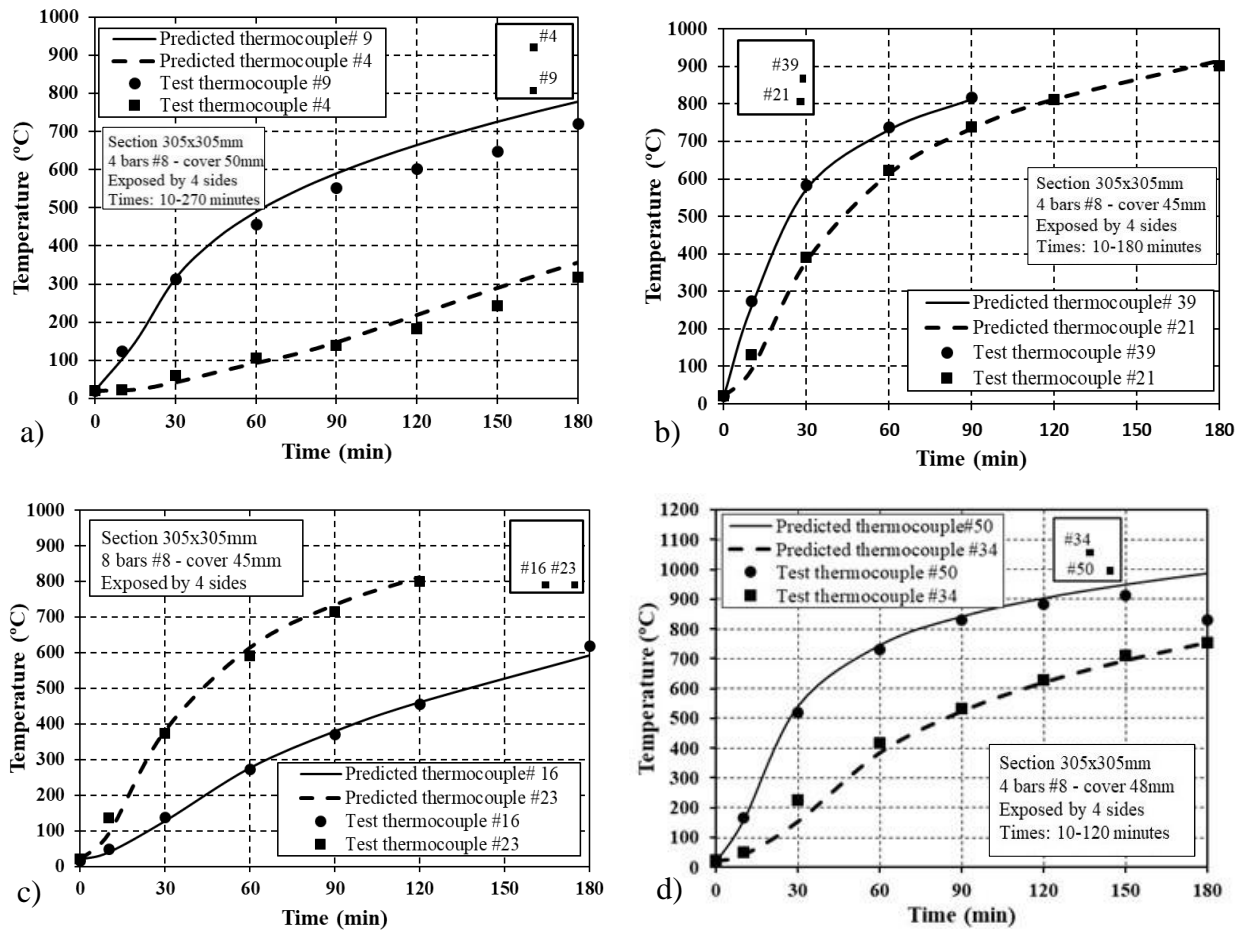 1000
900
800
700
600
500
400
300
200
100
0
Temperature (°C)
Predicted thermocouple# 9
Predicted thermocouple #4
Test thermocouple #9
Test thermocouple #4
#4
#9
Section 305x305mm
4 bars #8 - cover 50mm
Exposed by 4 sides
Times: 10-270 minutes
0 30 60 90 120 150 180
a)
Time (min)
1000
900
800
700
600
500
400
300
200
100
0
Temperature (°C)
#39
#21
Section 305x305mm
4 bars #8 - cover 45mm
Exposed by 4 sides
Times: 10-180 minutes
Predicted thermocouple# 39
Predicted thermocouple #21
Test thermocouple #39
Test thermocouple #21
0 30 60 90 120 150 180
b)
Time (min)
1000
900
800
700
600
500
400
300
200
100
0
Temperature (°C)
Section 305x305mm
8 bars #8 - cover 45mm
Exposed by 4 sides
#16 #23
Predicted thermocouple# 16
Predicted thermocouple #23
Test thermocouple #16
Test thermocouple #23
0 30 60 90 120 150 180
c)
Time (min)
1200
1100
1000
900
800
700
600
500
400
300
200
100
0
Temperature (°C)
Predicted thermocouple#50
Predicted thermocouple #34
Test thermocouple #50
Test thermocouple #34
#34
#50
Section 305x305mm
4 bars #8 - cover 48mm
Exposed by 4 sides
Times: 10-120 minutes
0 30 60 90 120 150 180
d)
Time (min)